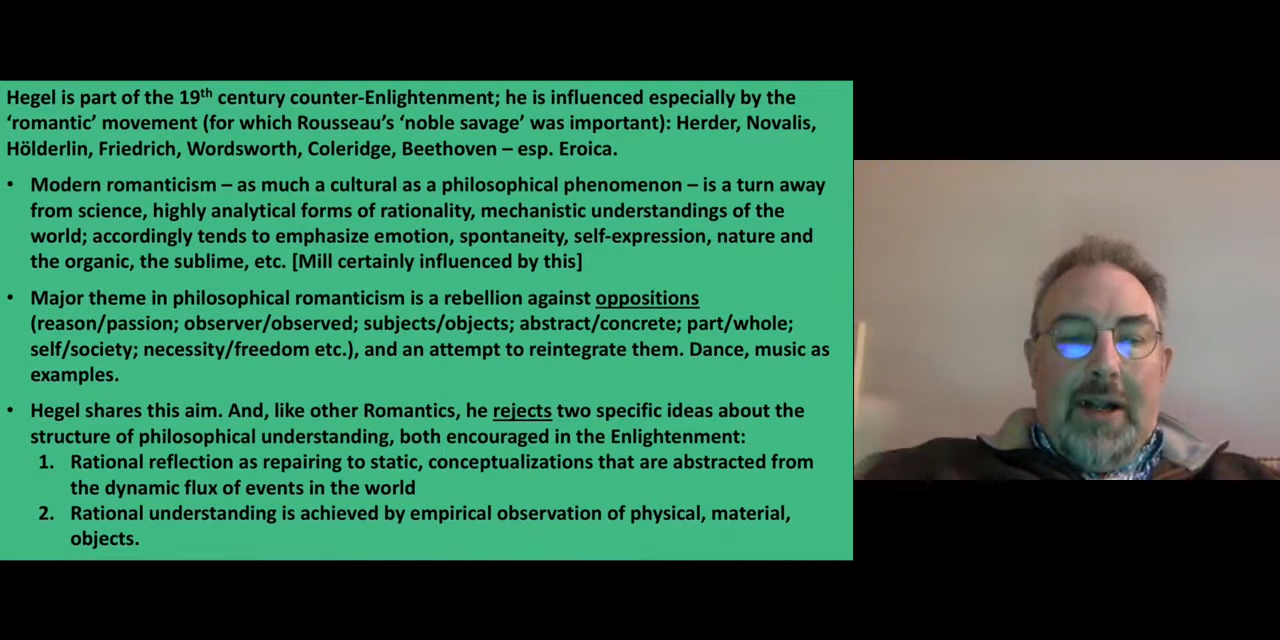 Hegel is part of the 19th century counter-Enlightenment; he is influenced especially by the
‘romantic’ movement (for which Rousseau’s ‘noble savage’ was important): Herder, Novalis,
Hölderlin, Friedrich, Wordsworth, Coleridge, Beethoven – esp. Eroica.
• Modern romanticism – as much a cultural as a philosophical phenomenon – is a turn away
from science, highly analytical forms of rationality, mechanistic understandings of the
world; accordingly tends to emphasize emotion, spontaneity, self-expression, nature and
the organic, the sublime, etc. [Mill certainly influenced by this]
• Major theme in philosophical romanticism is a rebellion against oppositions
(reason/passion; observer/observed; subjects/objects; abstract/concrete; part/whole;
self/society; necessity/freedom etc.), and an attempt to reintegrate them. Dance, music as
examples.
• Hegel shares this aim. And, like other Romantics, he rejects two specific ideas about the
structure of philosophical understanding, both encouraged in the Enlightenment:
1. Rational reflection as repairing to static, conceptualizations that are abstracted from
the dynamic flux of events in the world
2. Rational understanding is achieved by empirical observation of physical, material,
objects.